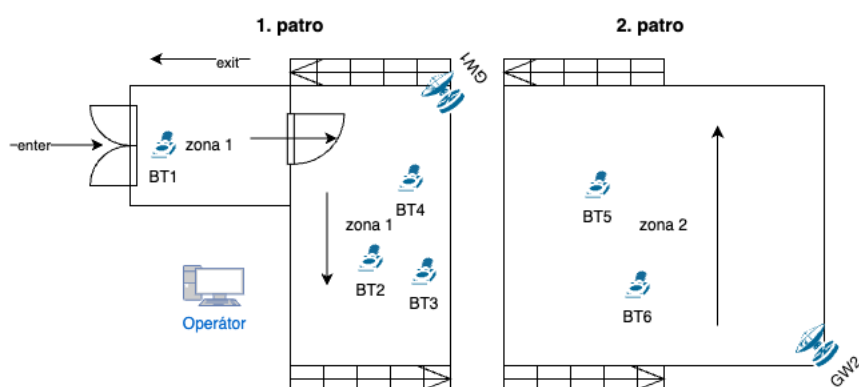 1. patro
2. patro
exit
GW1
enter
zona 1
BT1
BT4
BT5
zona 1
zona 2
BT2
BT3
BT6
Operátor
GW2